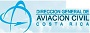 DIRECCIÓN GENERAL DE
AVIACIÓN CIVIL
COSTA RICA